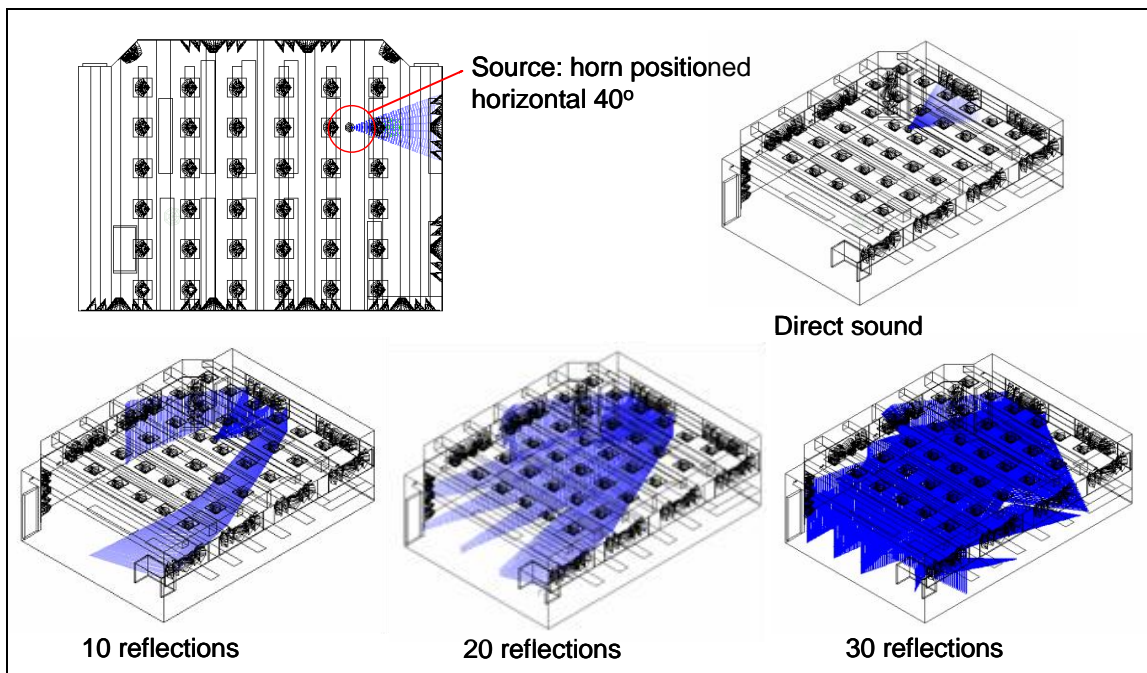 Source: horn positioned
horizontal 40º
Direct sound
10 reflections
20 reflections
30 reflections